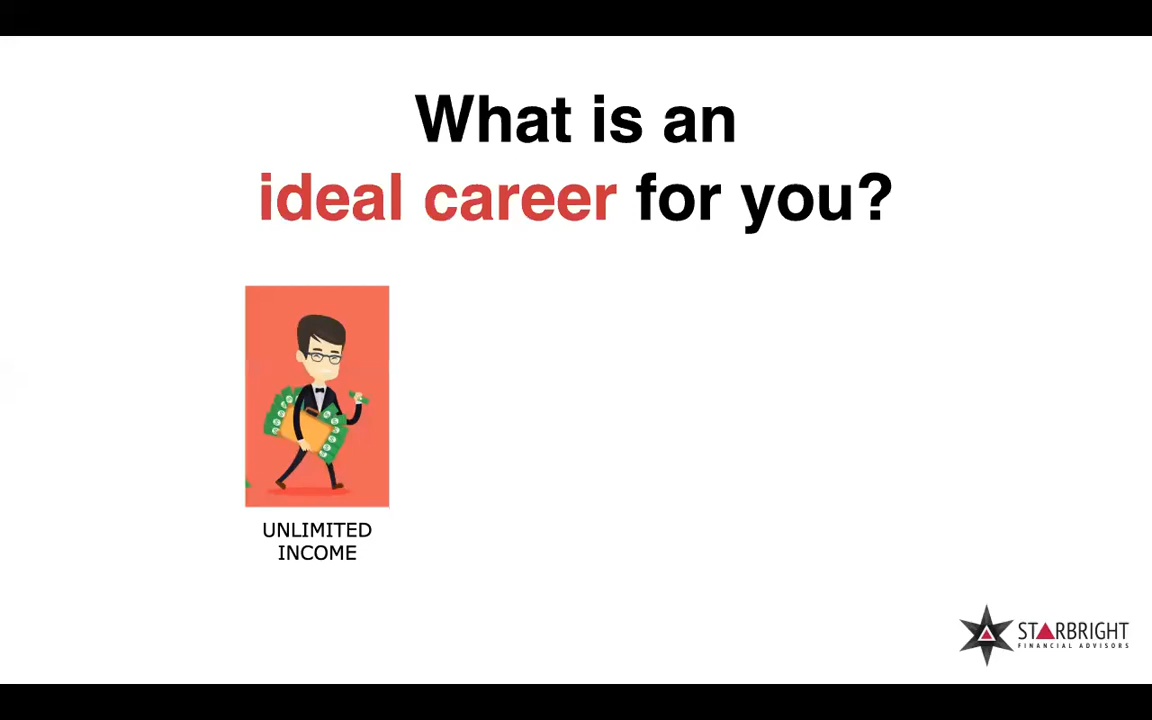 What is an
ideal career for you?
UNLIMITED
INCOME
STARBRIGHT
FINANCIAL ADVISORS